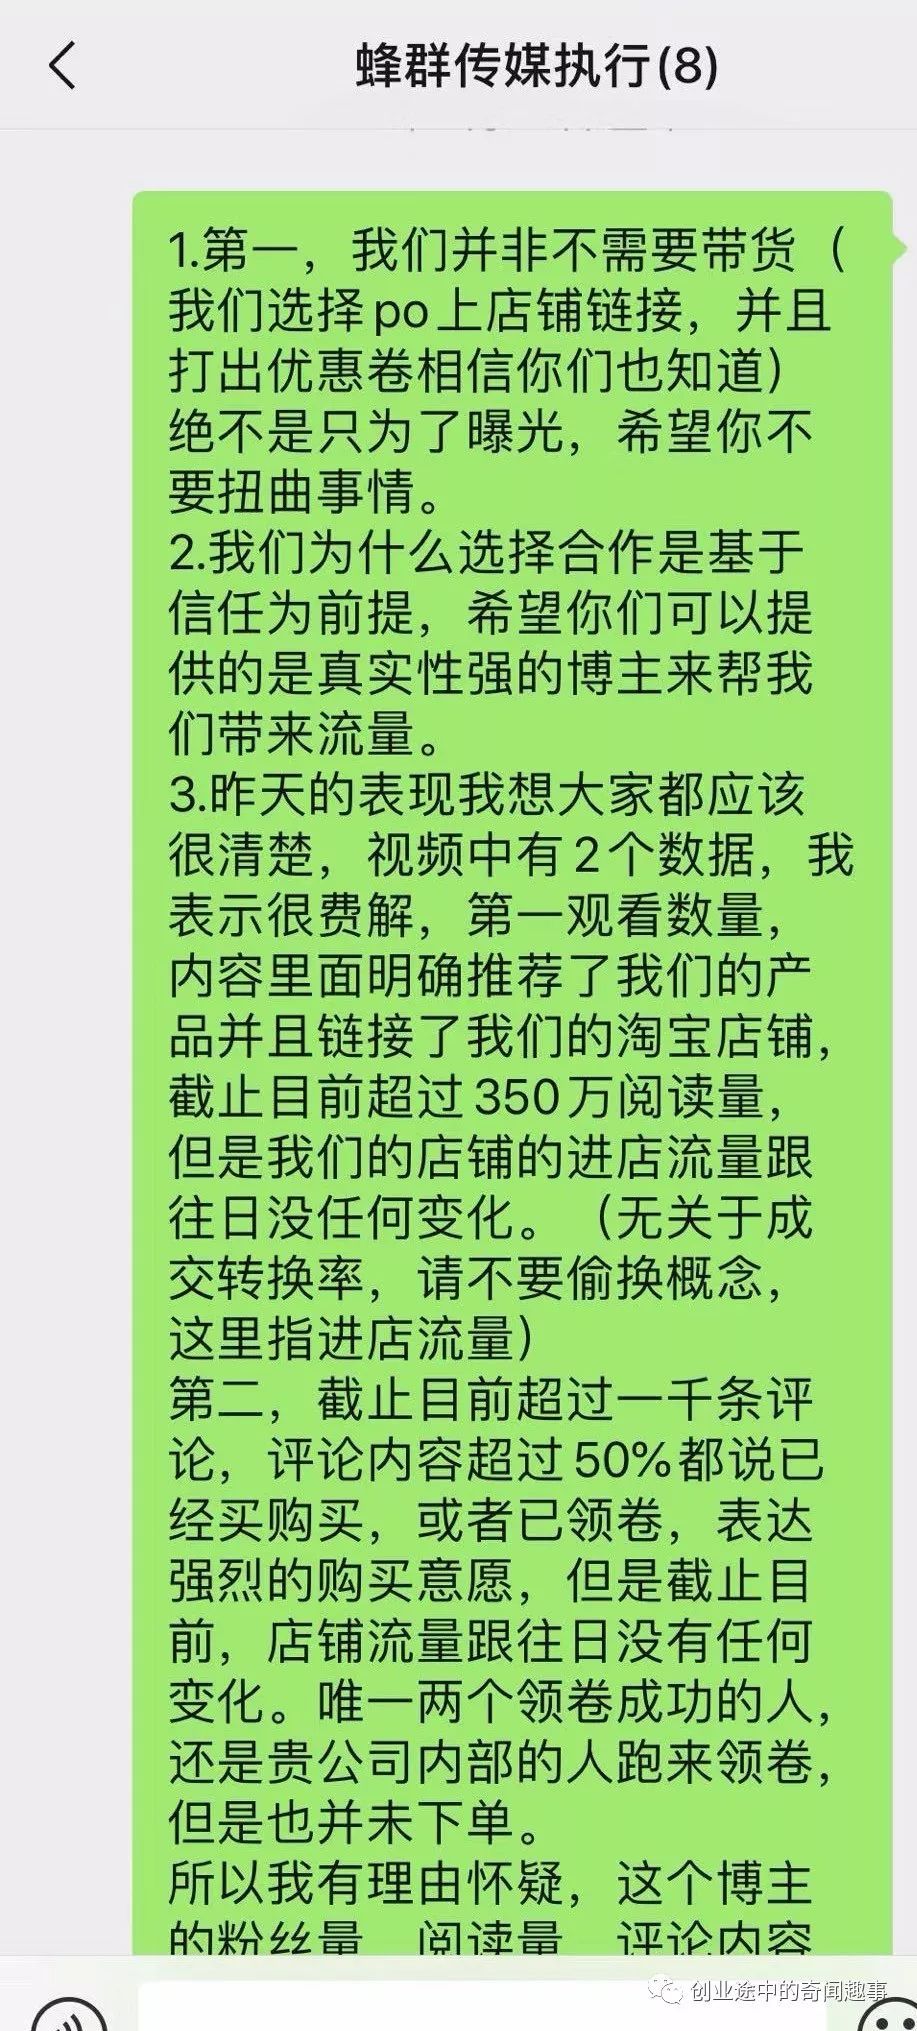 蜂群传媒执行(8)
1.第一，我们并非不需要带货（
我们选择po上店铺链接，并且
打出优惠卷相信你们也知道）
绝不是只为了曝光，希望你不
要扭曲事情。
2.我们为什么选择合作是基于
信任为前提，希望你们可以提
供的是真实性强的博主来帮我
们带来流量。
3.昨天的表现我想大家都应该
很清楚，视频中有2个数据，我
表示很费解，第一观看数量，
内容里面明确推荐了我们的产
品并且链接了我们的淘宝店铺，
截止目前超过350万阅读量，
但是我们的店铺的进店流量跟
往日没任何变化。（无关于成
交转换率，请不要偷换概念，
这里指进店流量）
第二，截止目前超过一千条评
论，评论内容超过50%都说已
经买购买，或者已领卷，表达
强烈的购买意愿，但是截止目
前，店铺流量跟往日没有任何
变化。唯一两个领卷成功的人，
还是贵公司内部的人跑来领卷，
但是也并未下单。
所以我有理由怀疑，这个博主
的粉丝量 阅读量 评论内容
创业途中的奇闻趣事